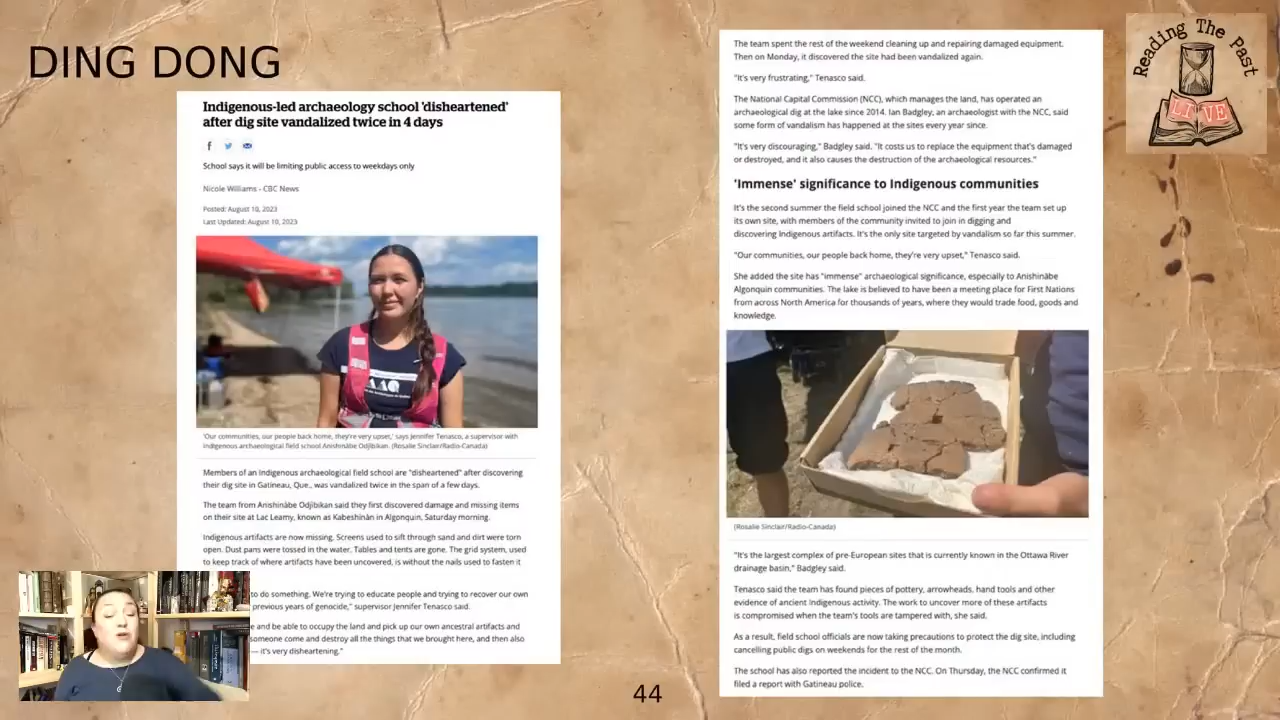 DING DONG
Indigenous-led archaeology school 'disheartened'
after dig site vandalized twice in 4 days
School says it will be limiting public access to weekdays only
Nicole Williams - CBC News
Posted: August 10, 2023
Last Updated: August 10, 2023
AAQ
'Our communities, our people back home, they're very upset,' says Jennifer Tenasco, a supervisor with
indigenous archaeological field school Anishinàbe Odjìbikan. (Rosalie Sinclair/Radio-Canada)
Members of an Indigenous archaeological field school are "disheartened" after discovering
their dig site in Gatineau, Que., was vandalized twice in the span of a few days.
The team from Anishinàbe Odjìbikan said they first discovered damage and missing items
on their site at Lac Leamy, known as Kabeshinàn in Algonquin, Saturday morning.
Indigenous artifacts are now missing. Screens used to sift through sand and dirt were torn
open. Dust pans were tossed in the water. Tables and tents are gone. The grid system, used
to keep track of where artifacts have been uncovered, is without the nails used to fasten it
to do something. We're trying to educate people and trying to recover our own
previous years of genocide," supervisor Jennifer Tenasco said.
and be able to occupy the land and pick up our own ancestral artifacts and
someone come and destroy all the things that we brought here, and then also
— it's very disheartening."
The team spent the rest of the weekend cleaning up and repairing damaged equipment.
Then on Monday, it discovered the site had been vandalized again.
"It's very frustrating," Tenasco said.
The National Capital Commission (NCC), which manages the land, has operated an
archaeological dig at the lake since 2014. Ian Badgley, an archaeologist with the NCC, said
some form of vandalism has happened at the sites every year since.
"It's very discouraging," Badgley said. "It costs us to replace the equipment that's damaged
or destroyed, and it also causes the destruction of the archaeological resources."
'Immense' significance to Indigenous communities
It's the second summer the field school joined the NCC and the first year the team set up
its own site, with members of the community invited to join in digging and
discovering Indigenous artifacts. It's the only site targeted by vandalism so far this summer.
"Our communities, our people back home, they're very upset," Tenasco said.
She added the site has "immense" archaeological significance, especially to Anishinàbe
Algonquin communities. The lake is believed to have been a meeting place for First Nations
from across North America for thousands of years, where they would trade food, goods and
knowledge.
(Rosalie Sinclair/Radio-Canada)
"It's the largest complex of pre-European sites that is currently known in the Ottawa River
drainage basin," Badgley said.
Tenasco said the team has found pieces of pottery, arrowheads, hand tools and other
evidence of ancient Indigenous activity. The work to uncover more of these artifacts
is compromised when the team's tools are tampered with, she said.
As a result, field school officials are now taking precautions to protect the dig site, including
cancelling public digs on weekends for the rest of the month.
The school has also reported the incident to the NCC. On Thursday, the NCC confirmed it
filed a report with Gatineau police.
Reading The Past
LIVE
44